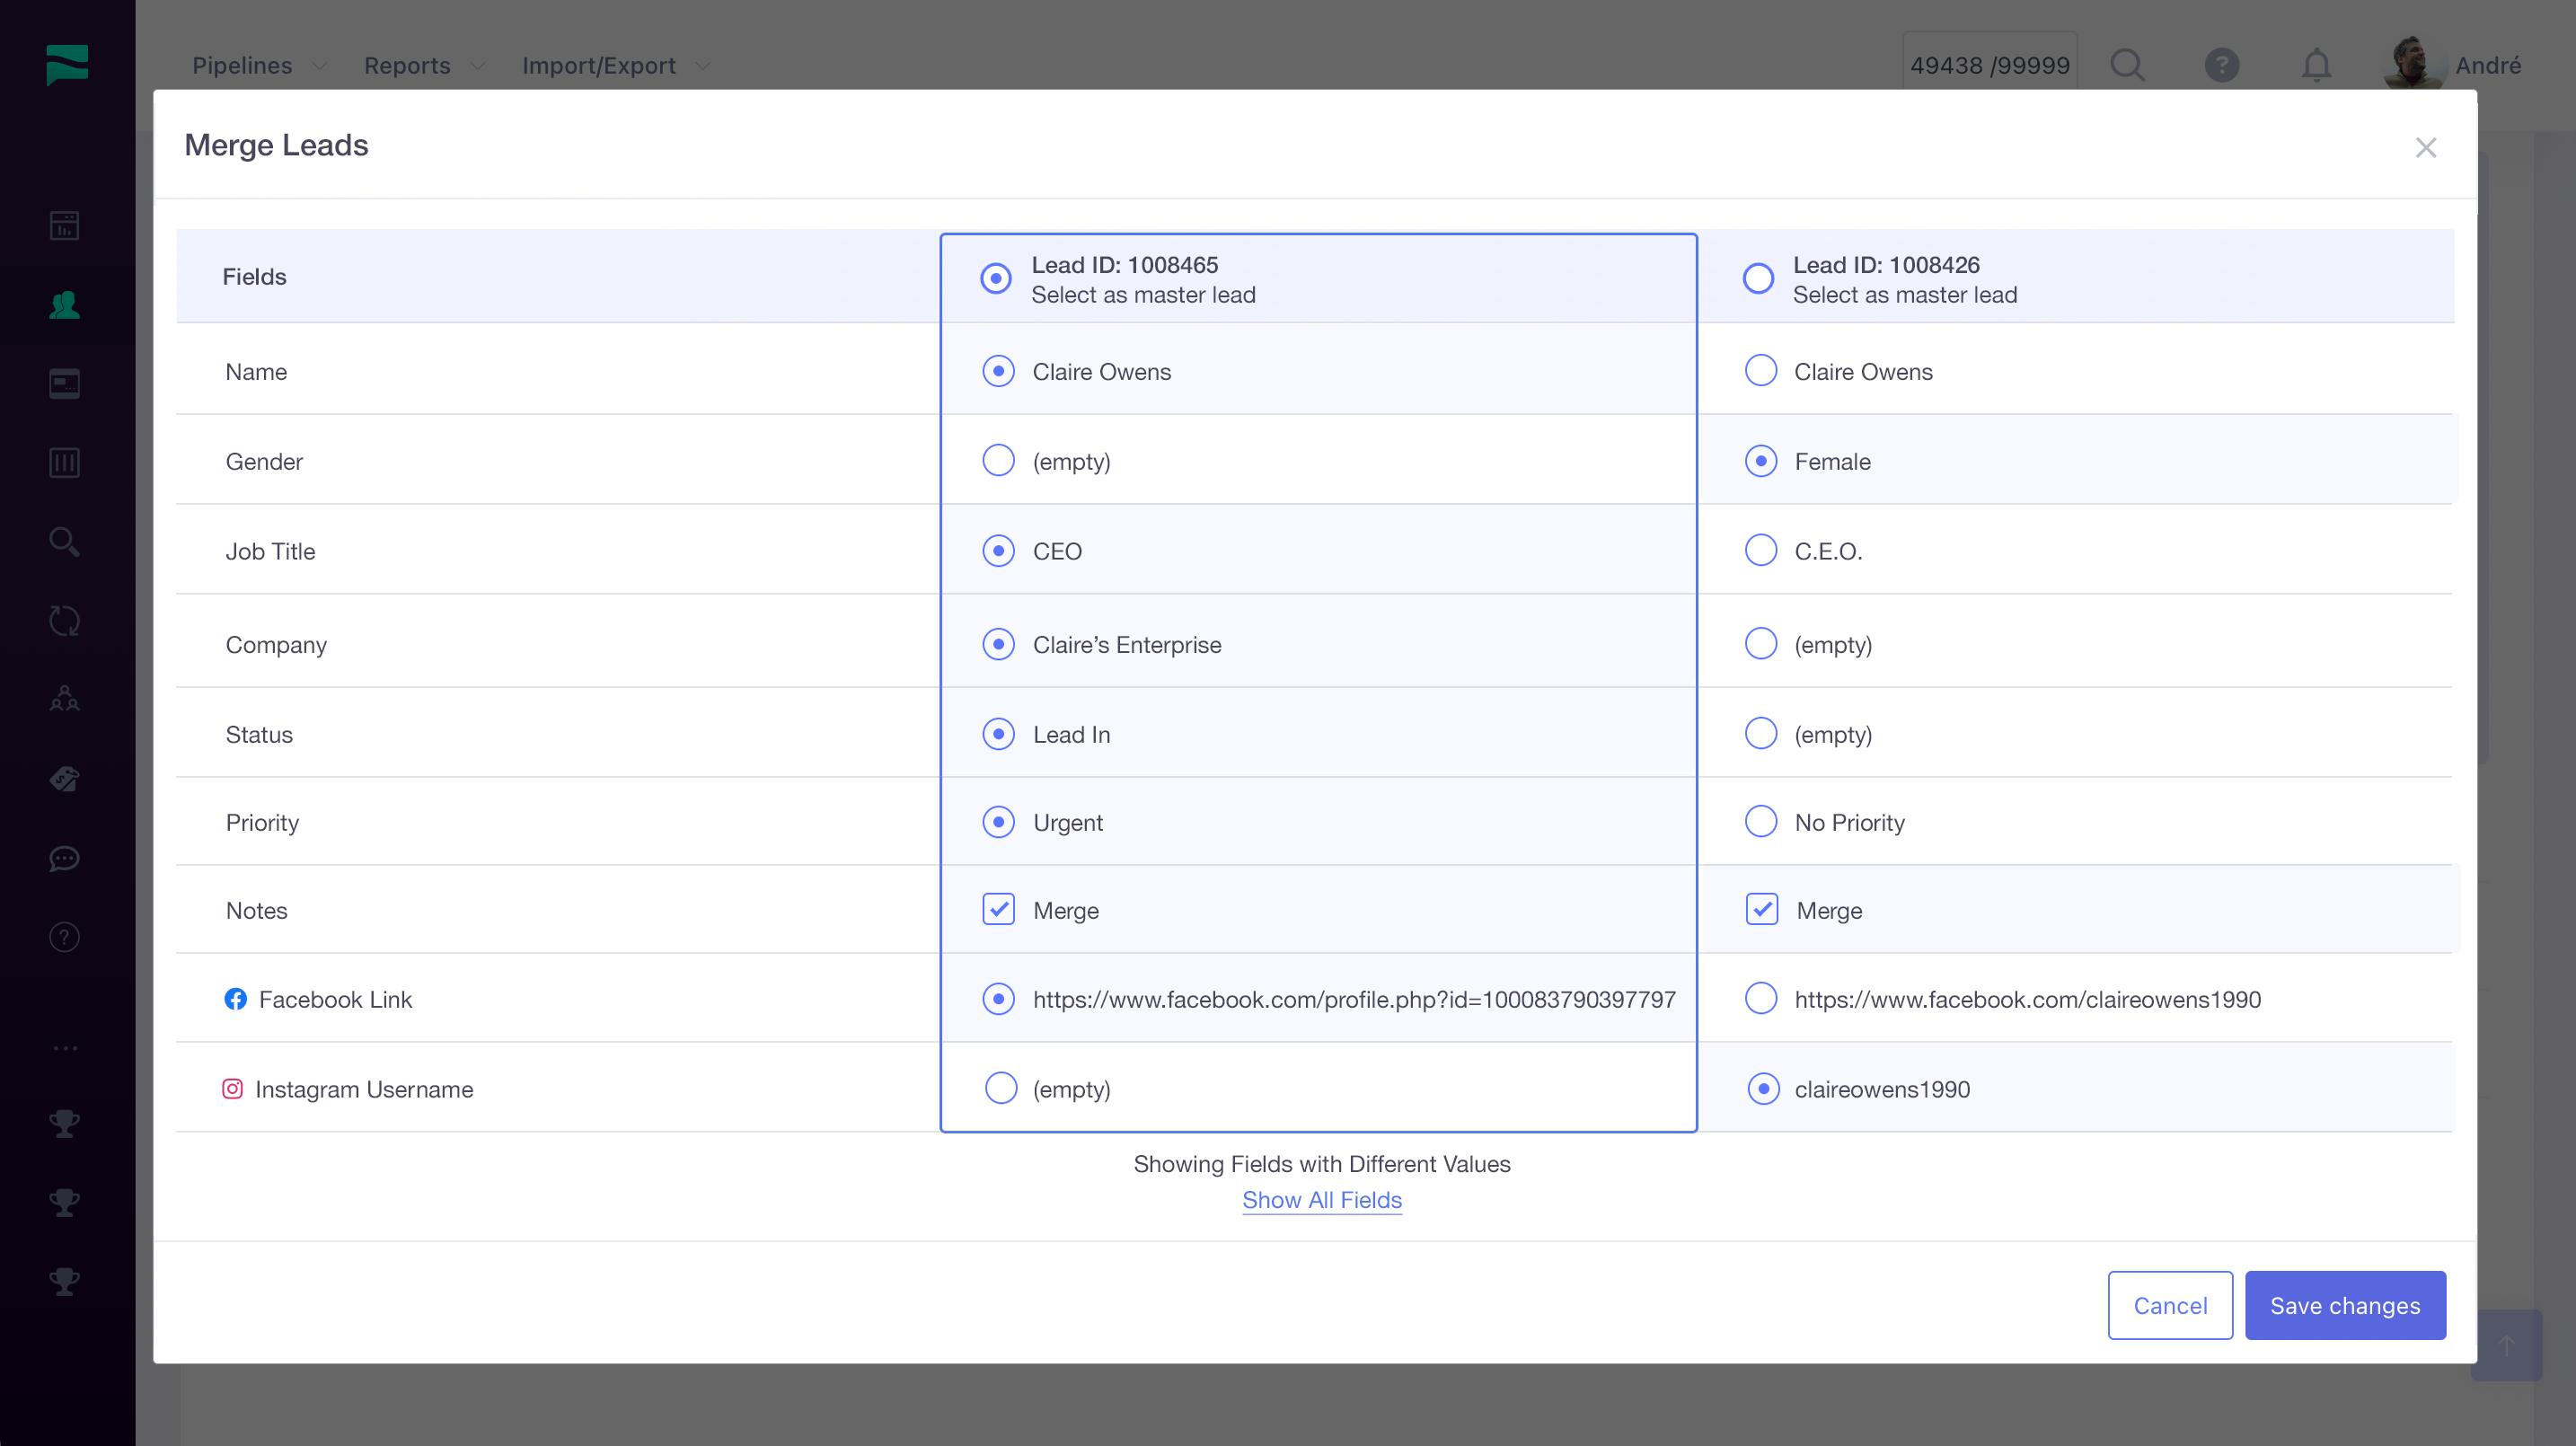 Pipelines Reports Import/Export 49438 /99999 ? André
Merge Leads
Fields
Lead ID: 1008465
Select as master lead
Lead ID: 1008426
Select as master lead
Name Claire Owens Claire Owens
Gender (empty) Female
Job Title CEO C.E.O.
Company Claire’s Enterprise (empty)
Status Lead In (empty)
Priority Urgent No Priority
Notes Merge Merge
Facebook Link https://www.facebook.com/profile.php?id=100083790397797 https://www.facebook.com/claireowens1990
Instagram Username (empty) claireowens1990
Showing Fields with Different Values
Show All Fields
Cancel Save changes